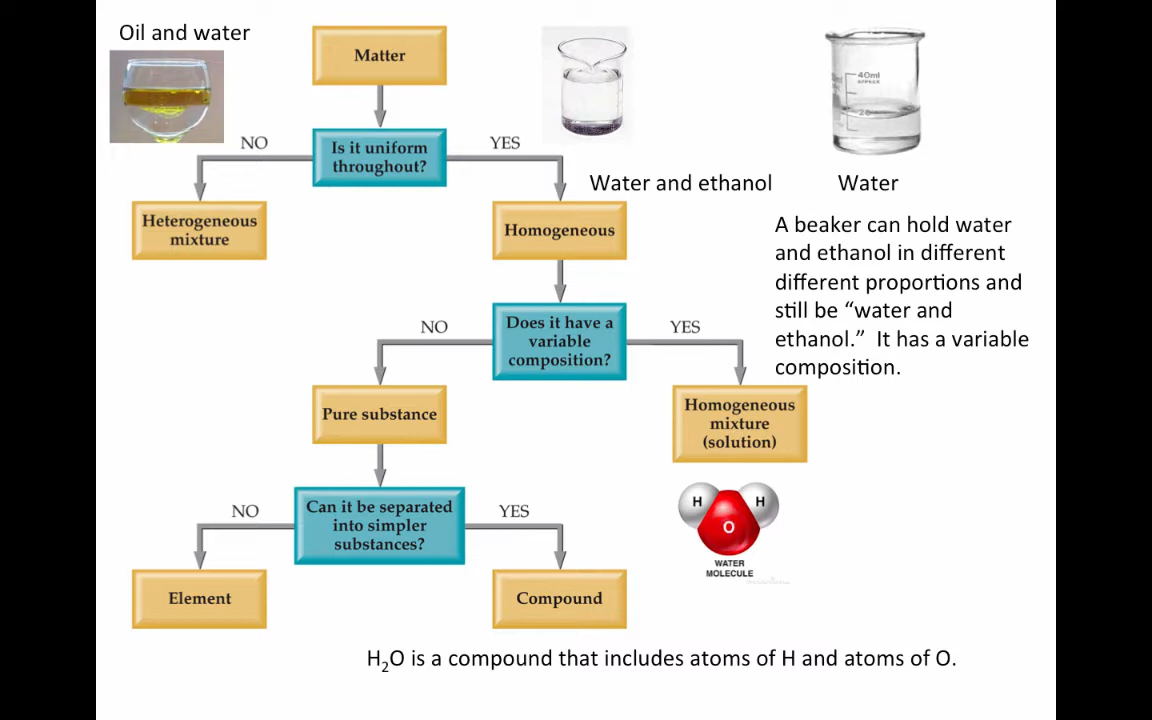 Oil and water
Matter
40ml
APPROX
NO
Is it uniform
throughout?
YES
Water and ethanol
Water
Heterogeneous
mixture
Homogeneous
A beaker can hold water
and ethanol in different
different proportions and
still be “water and
ethanol.” It has a variable
composition.
NO
Does it have a
variable
composition?
YES
Pure substance
Homogeneous
mixture
(solution)
NO
Can it be separated
into simpler
substances?
YES
H
H
O
WATER
MOLECULE
Element
Compound
H₂O is a compound that includes atoms of H and atoms of O.